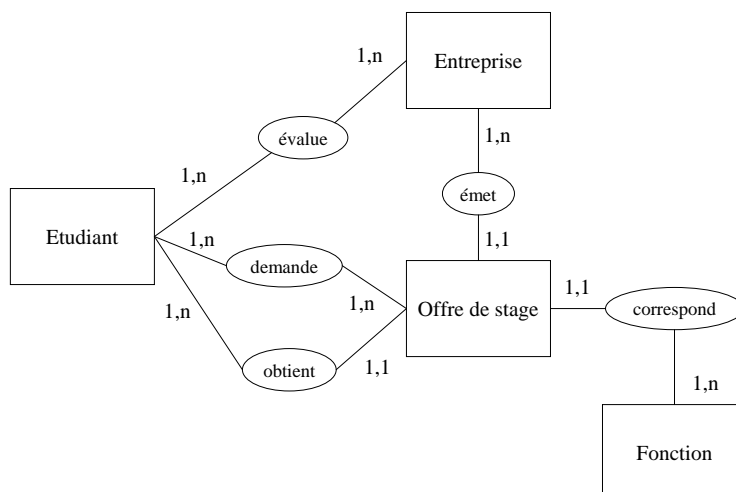 1,n
Entreprise
évalue
1,n
1,n
émet
Etudiant
1,n
1,1
demande
1,n
1,n
Offre de stage
1,1
correspond
obtient
1,1
1,n
Fonction